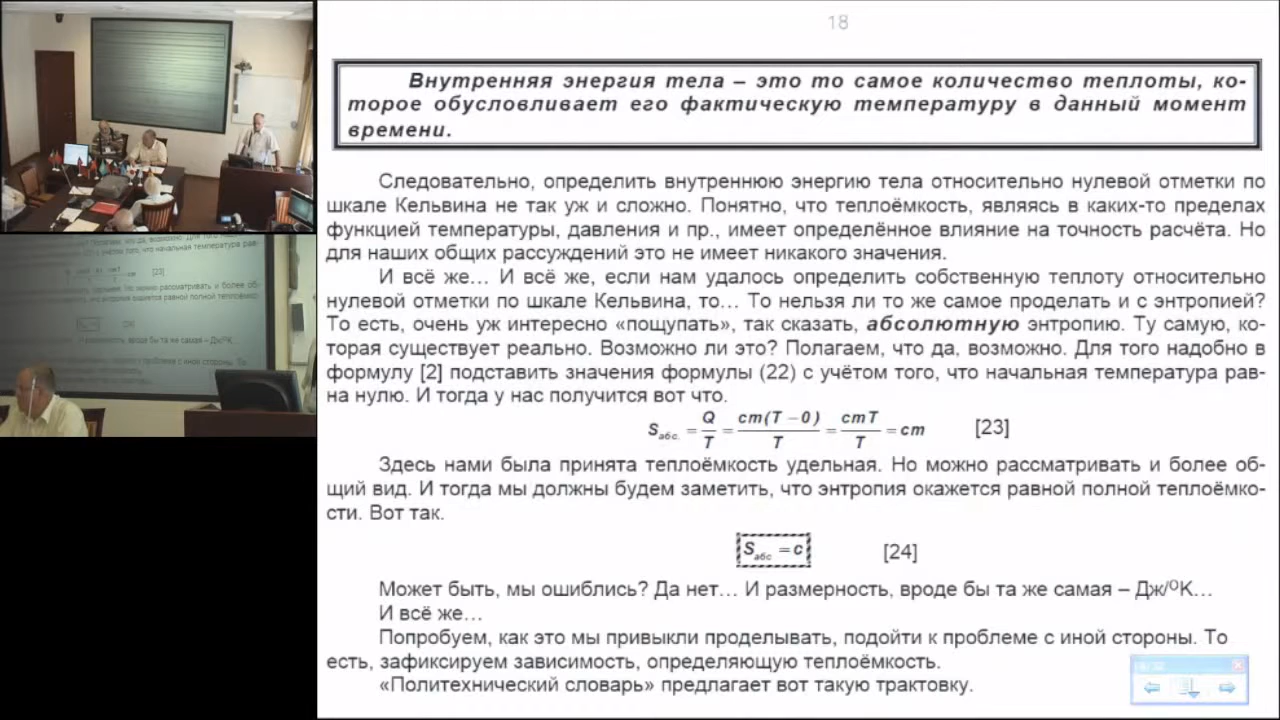 18
Внутренняя энергия тела – это то самое количество теплоты, ко-
торое обусловливает его фактическую температуру в данный момент
времени.
Следовательно, определить внутреннюю энергию тела относительно нулевой отметки по
шкале Кельвина не так уж и сложно. Понятно, что теплоёмкость, являясь в каких-то пределах
функцией температуры, давления и пр., имеет определённое влияние на точность расчёта. Но
для наших общих рассуждений это не имеет никакого значения.
И всё же... И всё же, если нам удалось определить собственную теплоту относительно
нулевой отметки по шкале Кельвина, то... То нельзя ли то же самое проделать и с энтропией?
То есть, очень уж интересно «пощупать», так сказать, абсолютную энтропию. Ту самую, ко-
торая существует реально. Возможно ли это? Полагаем, что да, возможно. Для того надобно в
формулу [2] подставить значения формулы (22) с учётом того, что начальная температура рав-
на нулю. И тогда у нас получится вот что.
Sабс. = Q/T = cm(T – 0)/T = cmT/T = cm [23]
Здесь нами была принята теплоёмкость удельная. Но можно рассматривать и более об-
щий вид. И тогда мы должны будем заметить, что энтропия окажется равной полной теплоёмко-
сти. Вот так.
Sабс = c [24]
Может быть, мы ошиблись? Да нет... И размерность, вроде бы та же самая – Дж/ᴼК...
И всё же...
Попробуем, как это мы привыкли проделывать, подойти к проблеме с иной стороны. То
есть, зафиксируем зависимость, определяющую теплоёмкость.
«Политехнический словарь» предлагает вот такую трактовку.